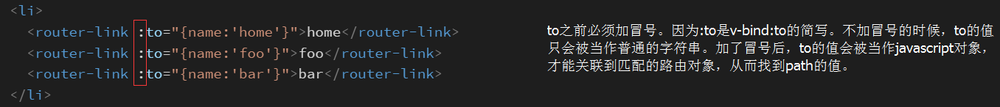 <li>
<router-link :to="{name:'home'}">home</router-link>
<router-link :to="{name:'foo'}">foo</router-link>
<router-link :to="{name:'bar'}">bar</router-link>
</li>
to之前必须加冒号。因为:to是v-bind:to的简写。不加冒号的时候，to的值
只会被当作普通的字符串。加了冒号后，to的值会被当作javascript对象，
才能关联到匹配的路由对象，从而找到path的值。